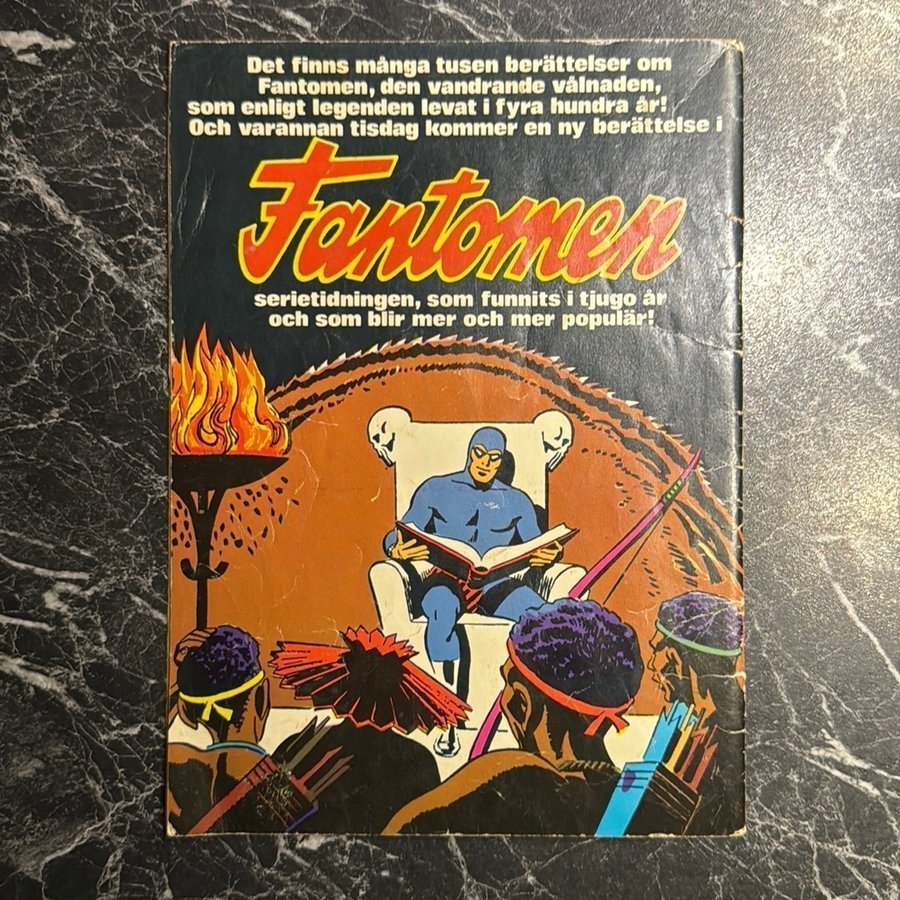 Det finns många tusen berättelser om
Fantomen, den vandrande vålnaden,
som enligt legenden levat i fyra hundra år!
Och varannan tisdag kommer en ny berättelse i
Fantomen
serietidningen, som funnits i tjugo år
och som blir mer och mer populär!